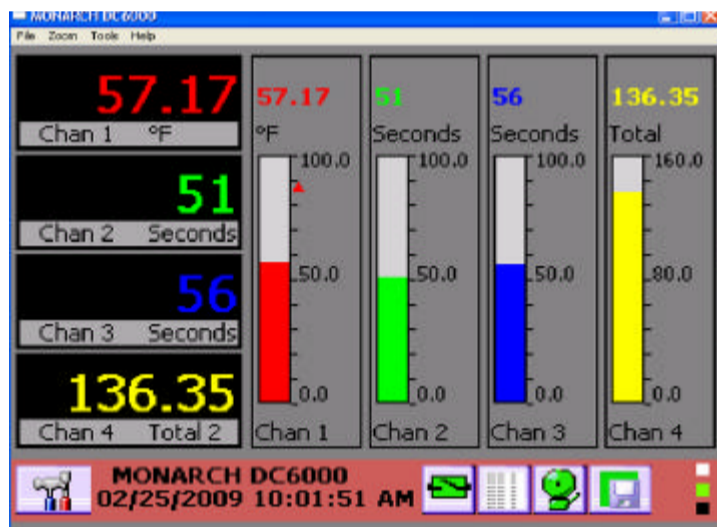 MONARCH DC6000
File Zoom Tools Help
57.17
Chan 1 °F
51
Chan 2 Seconds
56
Chan 3 Seconds
136.35
Chan 4 Total 2
57.17
°F
100.0
50.0
0.0
Chan 1
51
Seconds
100.0
50.0
0.0
Chan 2
56
Seconds
100.0
50.0
0.0
Chan 3
136.35
Total
160.0
80.0
0.0
Chan 4
MONARCH DC6000
02/25/2009 10:01:51 AM